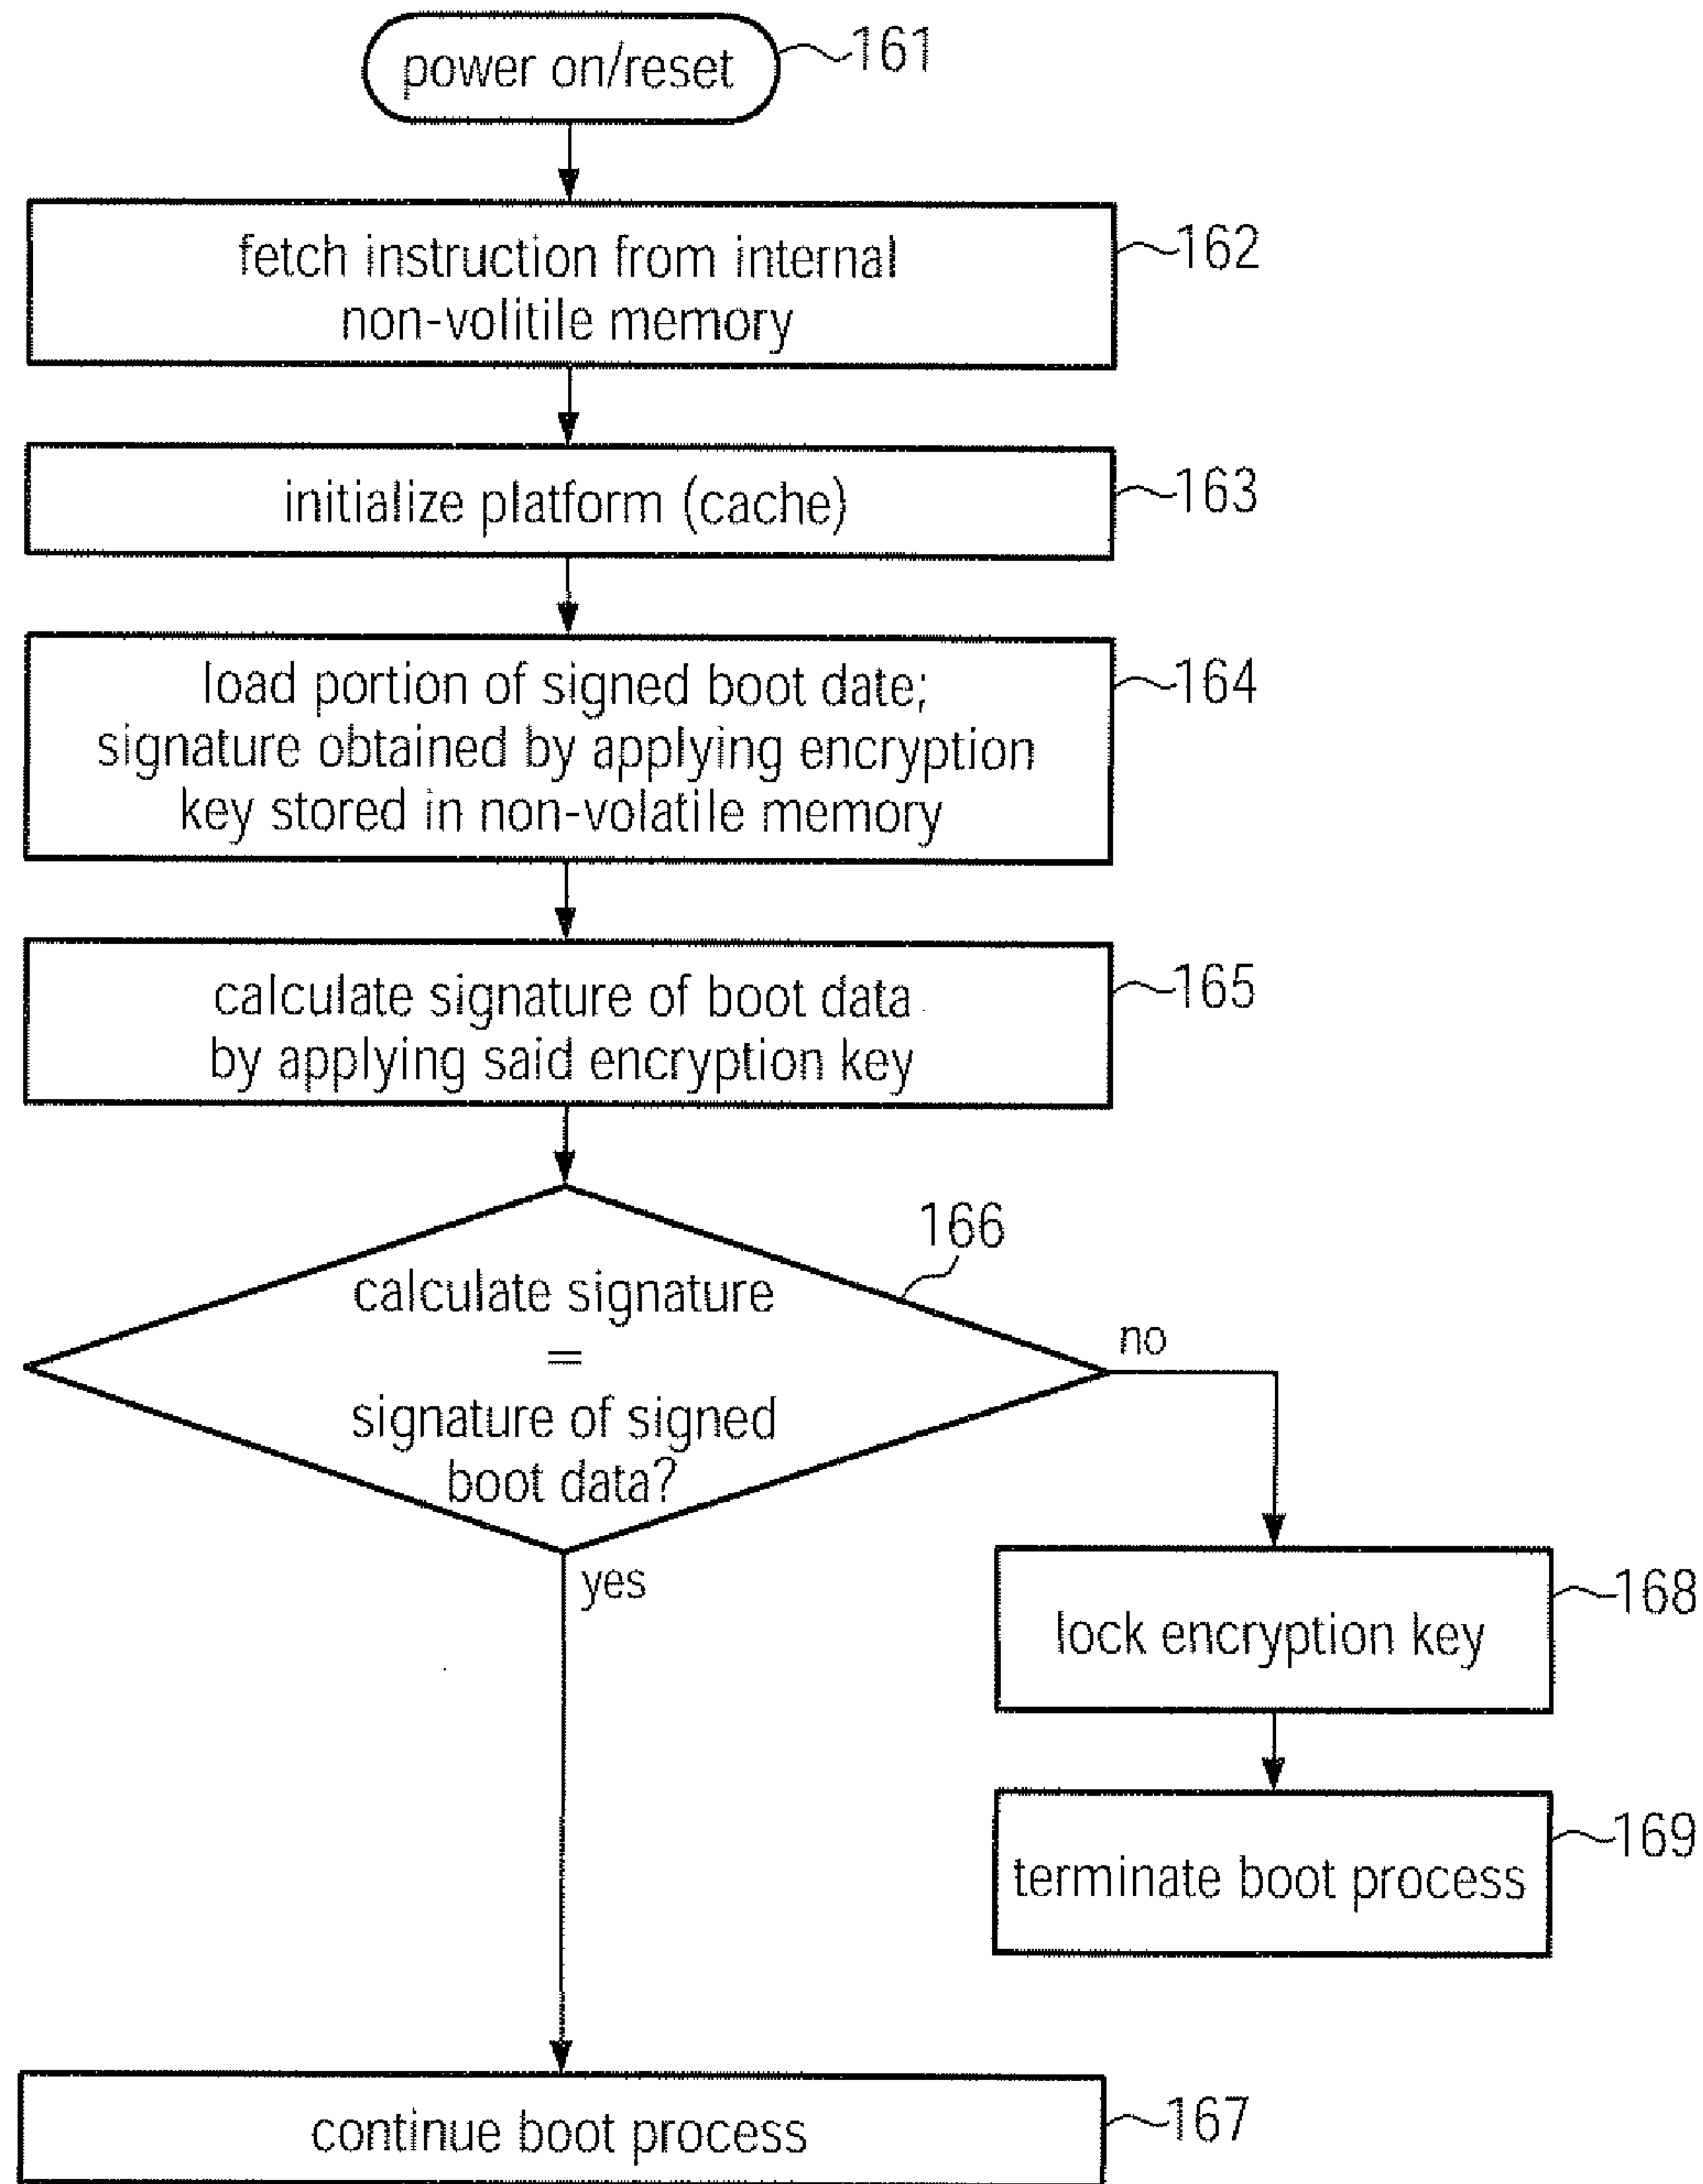 power on/reset
161
fetch instruction from internal
non-volitile memory
162
initialize platform (cache)
163
load portion of signed boot date;
signature obtained by applying encryption
key stored in non-volatile memory
164
calculate signature of boot data
by applying said encryption key
165
166
calculate signature
=
signature of signed
boot data?
no
yes
lock encryption key
168
terminate boot process
169
continue boot process
167